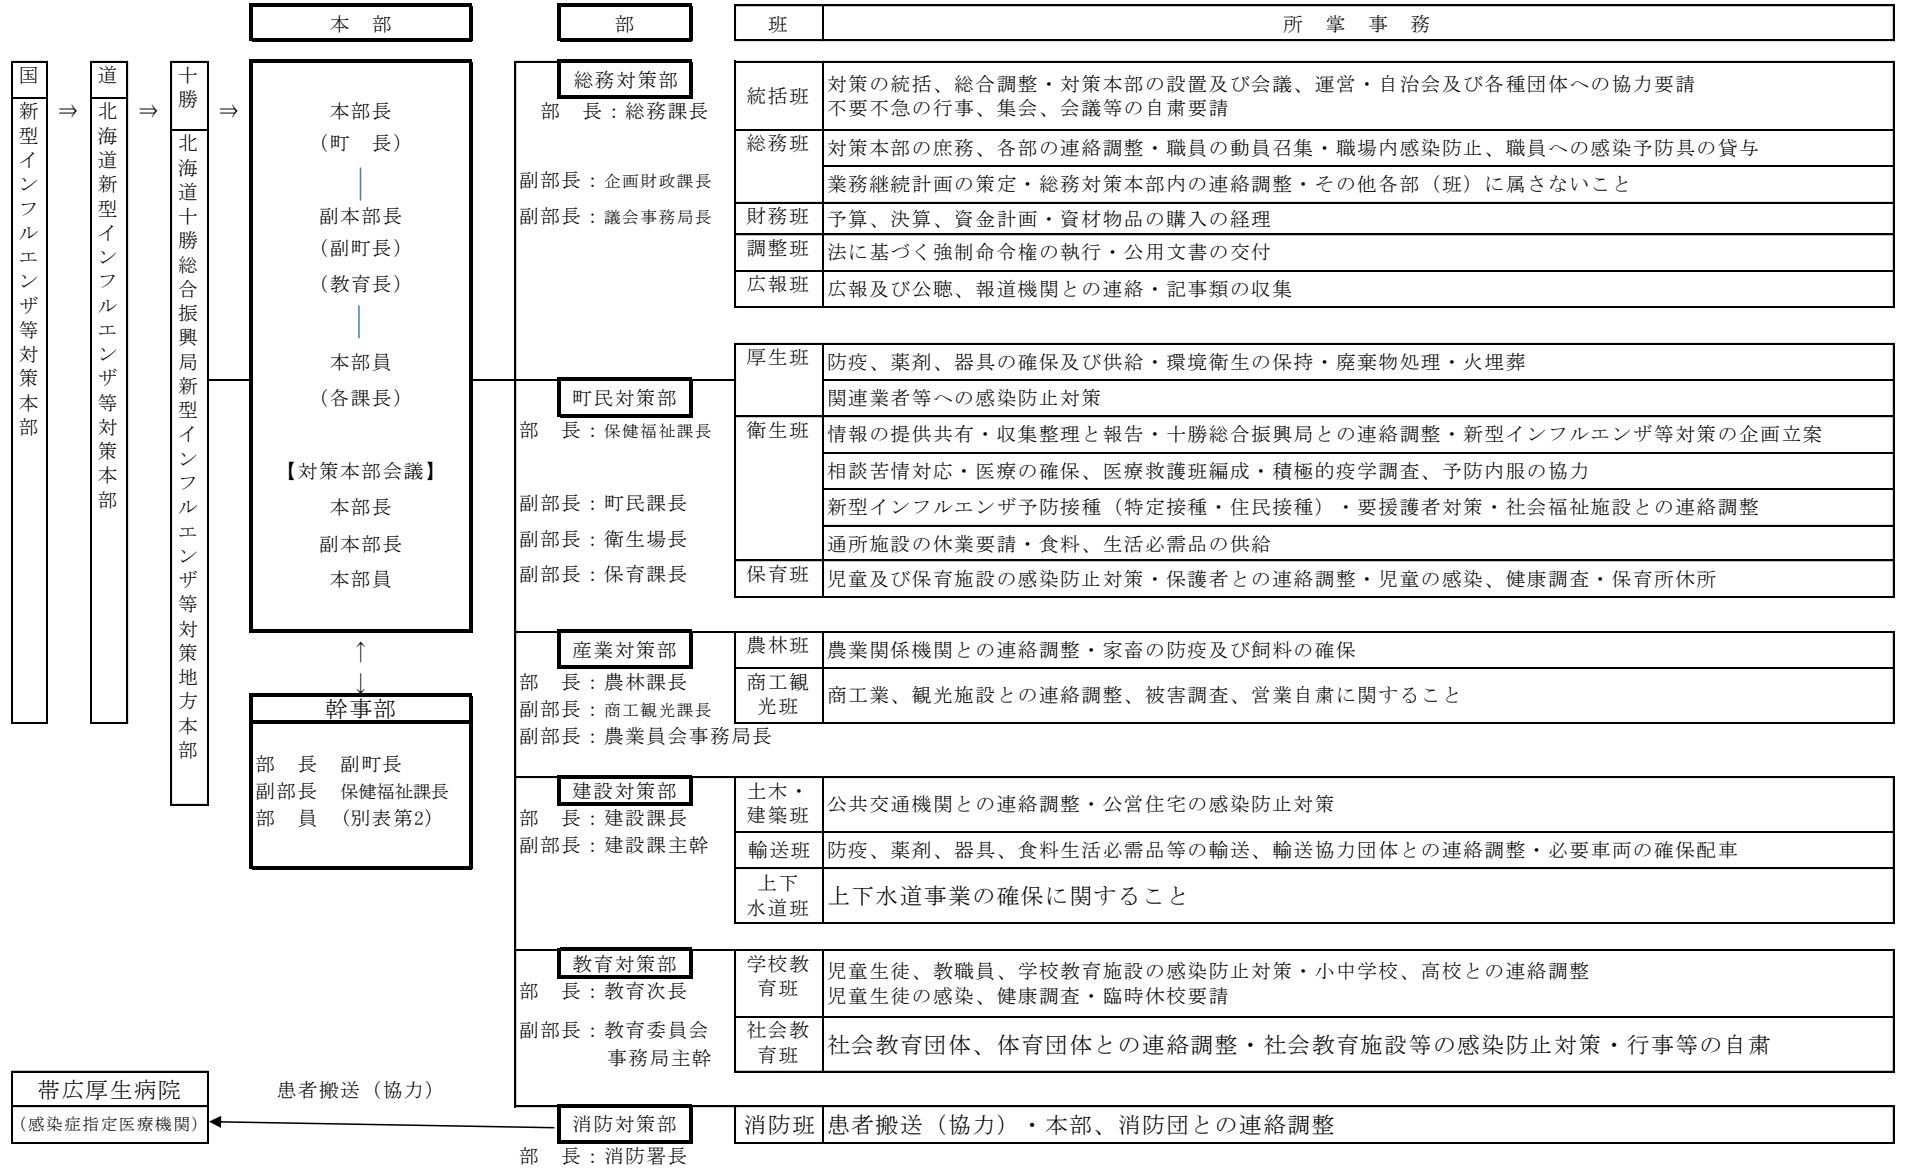 本　部
部
班
所　掌　事　務
国
新型インフルエンザ等対策本部
⇒
道
北海道新型インフルエンザ等対策本部
⇒
十勝
北海道十勝総合振興局新型インフルエンザ等対策地方本部
⇒
本部長
（町　長）
副本部長
（副町長）
（教育長）
本部員
（各課長）
【対策本部会議】
本部長
副本部長
本部員
↑
↓
幹事部
部　長　副町長
副部長　保健福祉課長
部　員　（別表第2）
総務対策部
部　長：総務課長
副部長：企画財政課長
副部長：議会事務局長
統括班
対策の統括、総合調整・対策本部の設置及び会議、運営・自治会及び各種団体への協力要請
不要不急の行事、集会、会議等の自粛要請
総務班
対策本部の庶務、各部の連絡調整・職員の動員召集・職場内感染防止、職員への感染予防具の貸与
業務継続計画の策定・総務対策本部内の連絡調整・その他各部（班）に属さないこと
財務班
予算、決算、資金計画・資材物品の購入の経理
調整班
法に基づく強制命令権の執行・公用文書の交付
広報班
広報及び公聴、報道機関との連絡・記事類の収集
町民対策部
部　長：保健福祉課長
副部長：町民課長
副部長：衛生場長
副部長：保育課長
厚生班
防疫、薬剤、器具の確保及び供給・環境衛生の保持・廃棄物処理・火埋葬
関連業者等への感染防止対策
衛生班
情報の提供共有・収集整理と報告・十勝総合振興局との連絡調整・新型インフルエンザ等対策の企画立案
相談苦情対応・医療の確保、医療救護班編成・積極的疫学調査、予防内服の協力
新型インフルエンザ予防接種（特定接種・住民接種）・要援護者対策・社会福祉施設との連絡調整
通所施設の休業要請・食料、生活必需品の供給
保育班
児童及び保育施設の感染防止対策・保護者との連絡調整・児童の感染、健康調査・保育所休所
産業対策部
部　長：農林課長
副部長：商工観光課長
副部長：農業員会事務局長
農林班
農業関係機関との連絡調整・家畜の防疫及び飼料の確保
商工観
光班
商工業、観光施設との連絡調整、被害調査、営業自粛に関すること
建設対策部
部　長：建設課長
副部長：建設課主幹
土木・
建築班
公共交通機関との連絡調整・公営住宅の感染防止対策
輸送班
防疫、薬剤、器具、食料生活必需品等の輸送、輸送協力団体との連絡調整・必要車両の確保配車
上下
水道班
上下水道事業の確保に関すること
教育対策部
部　長：教育次長
副部長：教育委員会
事務局主幹
学校教
育班
児童生徒、教職員、学校教育施設の感染防止対策・小中学校、高校との連絡調整
児童生徒の感染、健康調査・臨時休校要請
社会教
育班
社会教育団体、体育団体との連絡調整・社会教育施設等の感染防止対策・行事等の自粛
帯広厚生病院
（感染症指定医療機関）
患者搬送（協力）
消防対策部
部　長：消防署長
消防班
患者搬送（協力）・本部、消防団との連絡調整